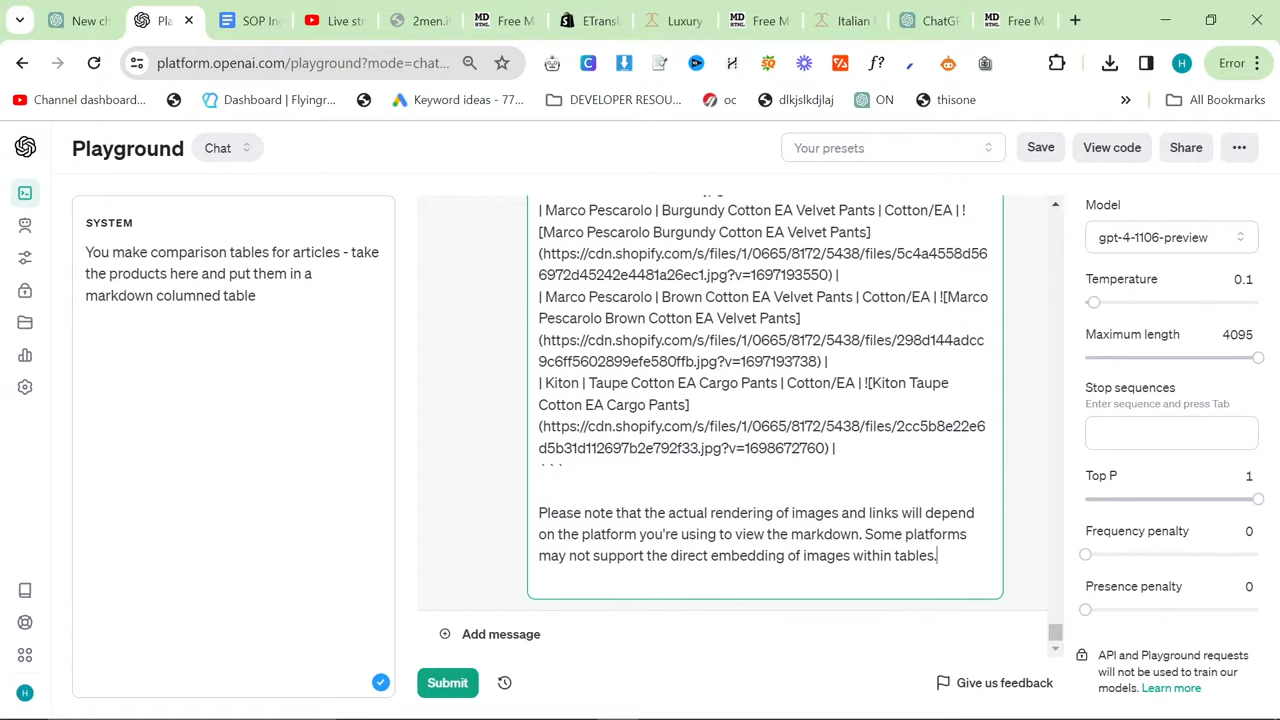 New ch
Pla
SOP In
Live str
2men.it
Free M
ETransl
Luxury
Free M
Italian
ChatGP
Free M
platform.openai.com/playground?mode=chat...
Error
Channel dashboard...
Dashboard | Flyingr...
Keyword ideas - 77...
DEVELOPER RESOU...
oc
dlkjslkdjlaj
ON
thisone
All Bookmarks
Playground
Chat
Your presets
Save
View code
Share
SYSTEM
You make comparison tables for articles - take
the products here and put them in a
markdown columned table
| Marco Pescarolo | Burgundy Cotton EA Velvet Pants | Cotton/EA | !
[Marco Pescarolo Burgundy Cotton EA Velvet Pants]
(https://cdn.shopify.com/s/files/1/0665/8172/5438/files/5c4a4558d56
6972d45242e4481a26ec1.jpg?v=1697193550) |
| Marco Pescarolo | Brown Cotton EA Velvet Pants | Cotton/EA | ![Marco
Pescarolo Brown Cotton EA Velvet Pants]
(https://cdn.shopify.com/s/files/1/0665/8172/5438/files/298d144adcc
9c6ff5602899efe580ffb.jpg?v=1697193738) |
| Kiton | Taupe Cotton EA Cargo Pants | Cotton/EA | ![Kiton Taupe
Cotton EA Cargo Pants]
(https://cdn.shopify.com/s/files/1/0665/8172/5438/files/2cc5b8e22e6
d5b31d112697b2e792f33.jpg?v=1698672760) |
```
Please note that the actual rendering of images and links will depend
on the platform you're using to view the markdown. Some platforms
may not support the direct embedding of images within tables.
Add message
Submit
Give us feedback
Model
gpt-4-1106-preview
Temperature 0.1
Maximum length 4095
Stop sequences
Enter sequence and press Tab
Top P 1
Frequency penalty 0
Presence penalty 0
API and Playground requests
will not be used to train our
models. Learn more